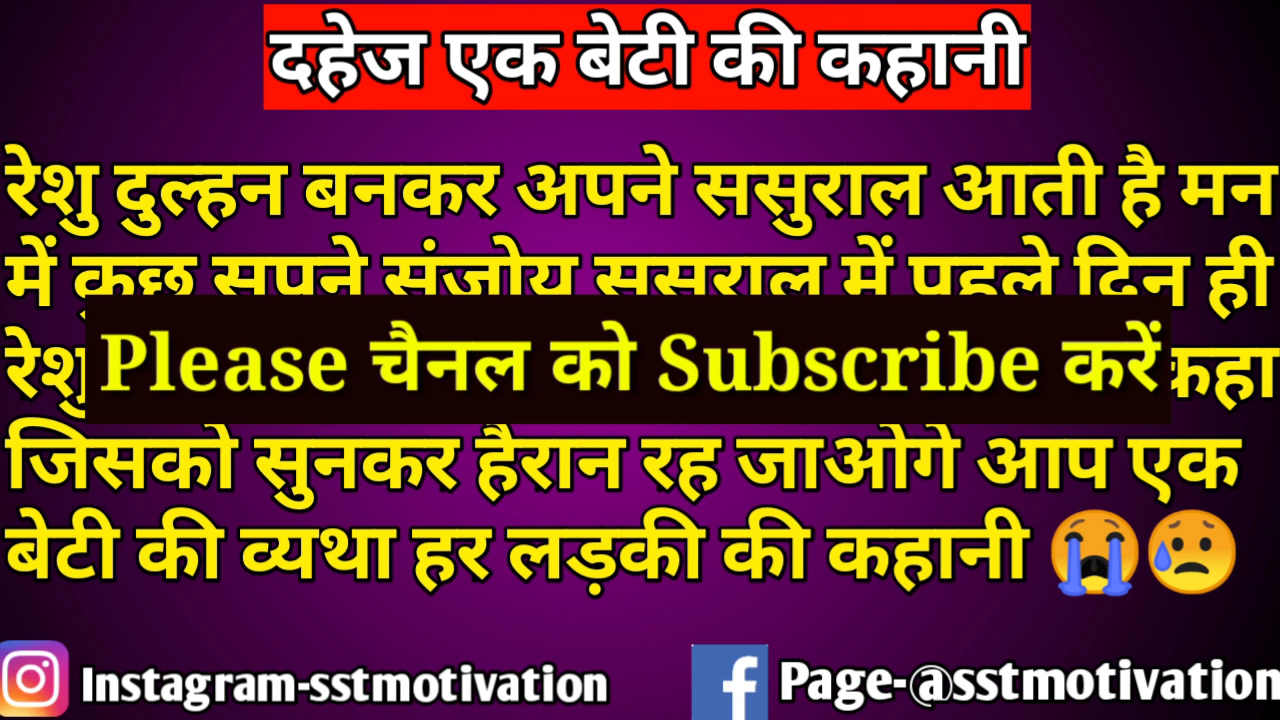 दहेज एक बेटी की कहानी
रेशु दुल्हन बनकर अपने ससुराल आती है मन
में कुछ सपने संजोय ससुराल में पहले दिन ही
रेशु
Please चैनल को Subscribe करें
कहा
जिसको सुनकर हैरान रह जाओगे आप एक
बेटी की व्यथा हर लड़की की कहानी 😭😥
Instagram-sstmotivation
Page-@sstmotivation